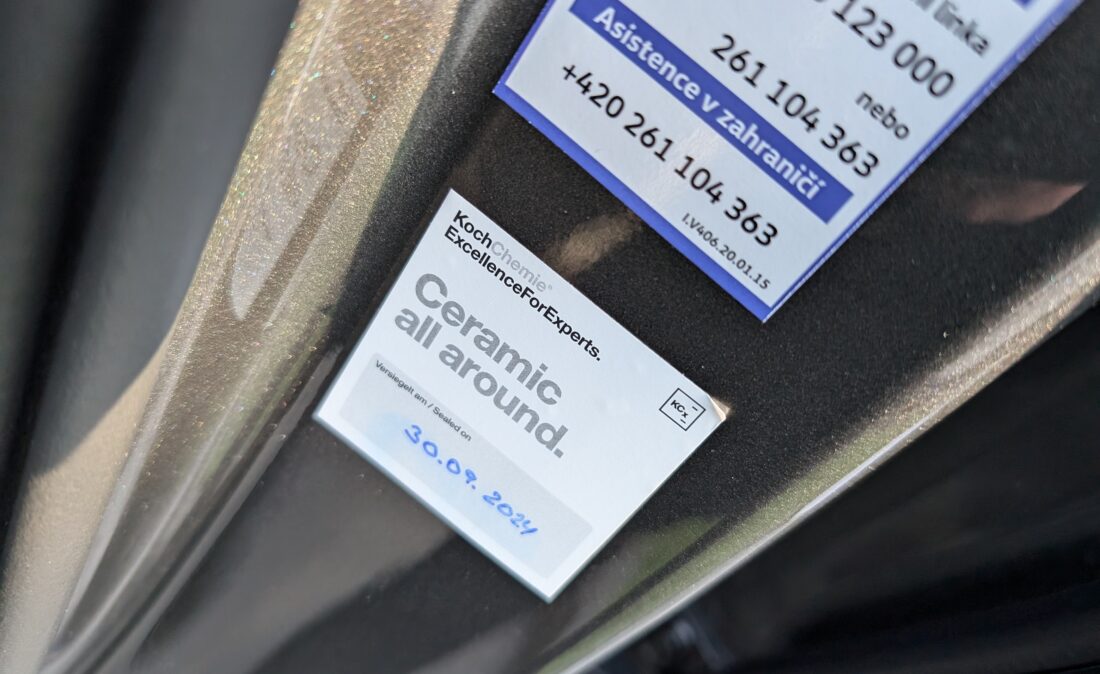 linka
123 000
nebo
261 104 363
Asistence v zahraničí
+420 261 104 363
I.V406.20.01.15
KochChemie®
ExcellenceForExperts.
Ceramic
all around.
KCx
Versiegelt am / Sealed on
30.09.2024